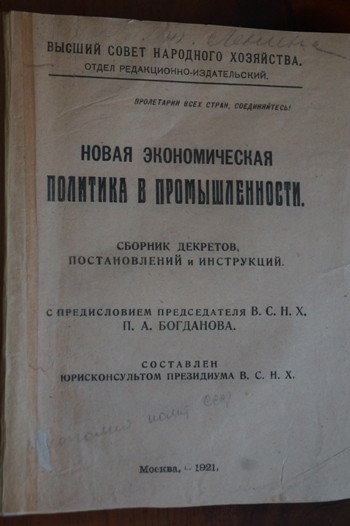 ВЫСШИЙ СОВЕТ НАРОДНОГО ХОЗЯЙСТВА.
ОТДЕЛ РЕДАКЦИОННО-ИЗДАТЕЛЬСКИЙ.
ПРОЛЕТАРИИ ВСЕХ СТРАН, СОЕДИНЯЙТЕСЬ!
НОВАЯ ЭКОНОМИЧЕСКАЯ
ПОЛИТИКА В ПРОМЫШЛЕННОСТИ.
СБОРНИК ДЕКРЕТОВ,
ПОСТАНОВЛЕНИЙ и ИНСТРУКЦИЙ.
С ПРЕДИСЛОВИЕМ ПРЕДСЕДАТЕЛЯ В. С. Н. Х.
П. А. БОГДАНОВА.
СОСТАВЛЕН
ЮРИСКОНСУЛЬТОМ ПРЕЗИДИУМА В. С. Н. Х.
Москва. – 1921.